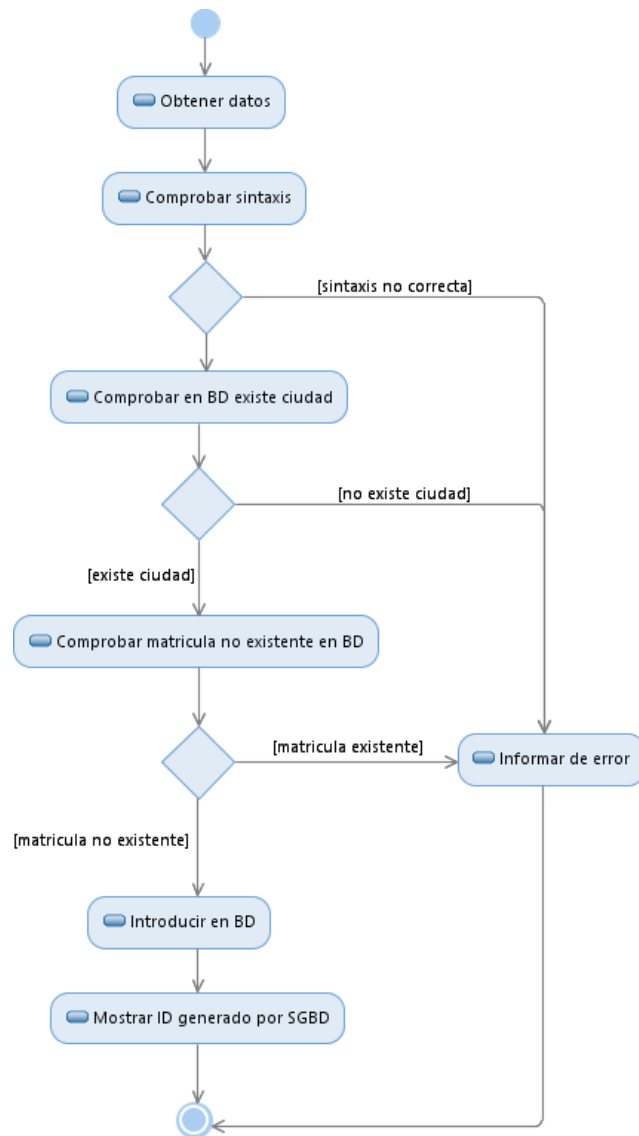 Obtener datos
Comprobar sintaxis
[sintaxis no correcta]
Comprobar en BD existe ciudad
[no existe ciudad]
[existe ciudad]
Comprobar matricula no existente en BD
[matricula existente]
Informar de error
[matricula no existente]
Introducir en BD
Mostrar ID generado por SGBD